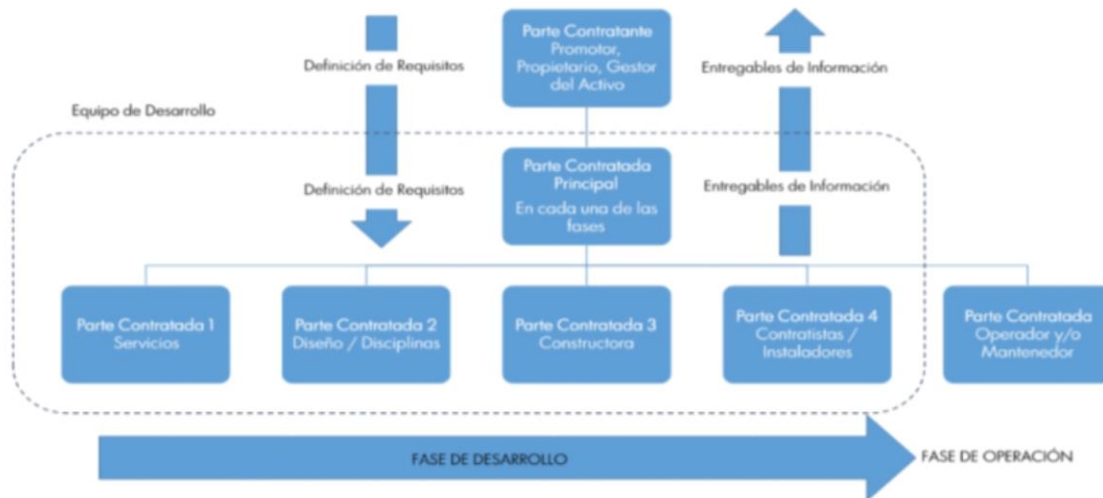 Parte Contratante
Promotor,
Propietario, Gestor
del Activo
Definición de Requisitos
Entregables de Información
Equipo de Desarrollo
Parte Contratada
Principal
En cada una de las
fases
Definición de Requisitos
Entregables de Información
Parte Contratada 1
Servicios
Parte Contratada 2
Diseño / Disciplinas
Parte Contratada 3
Constructora
Parte Contratada 4
Contratistas /
Instaladores
Parte Contratada
Operador y/o
Mantenedor
FASE DE DESARROLLO
FASE DE OPERACIÓN